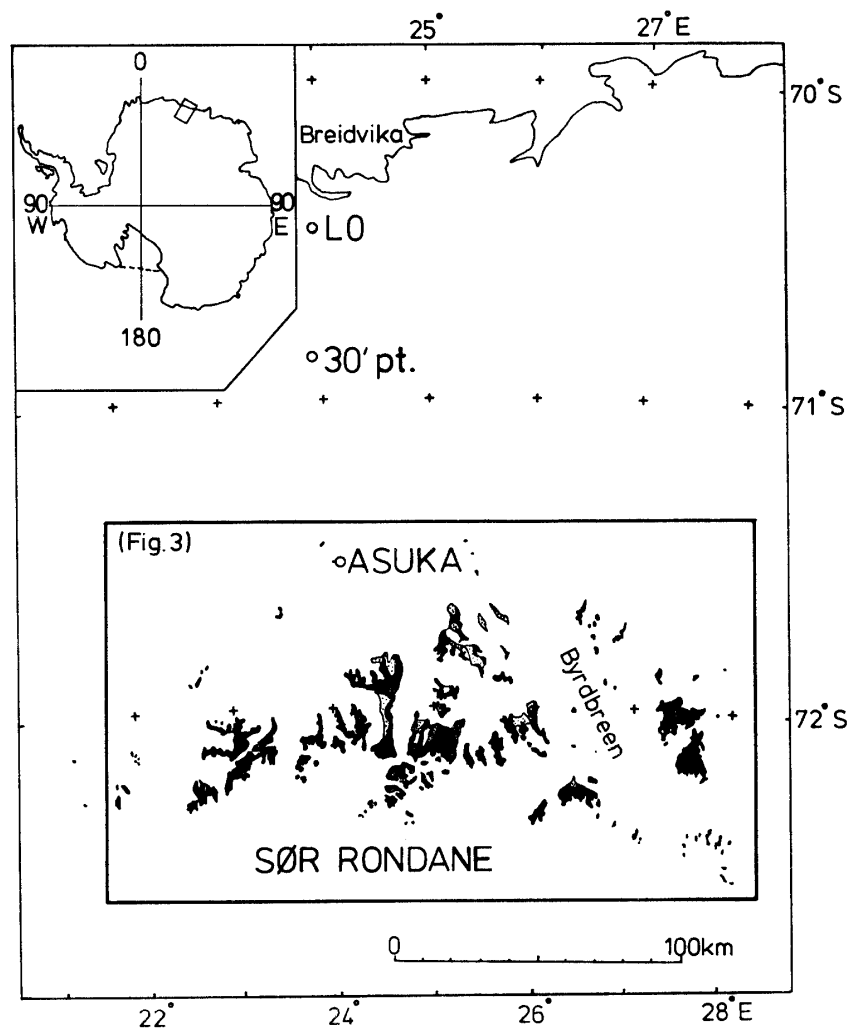 25°
27°E
0
70°S
Breidvika
90
W
90
E
L0
180
30' pt.
71°S
(Fig.3)
ASUKA
Byrdbreen
72°S
SØR RONDANE
0
100km
22°
24°
26°
28°E